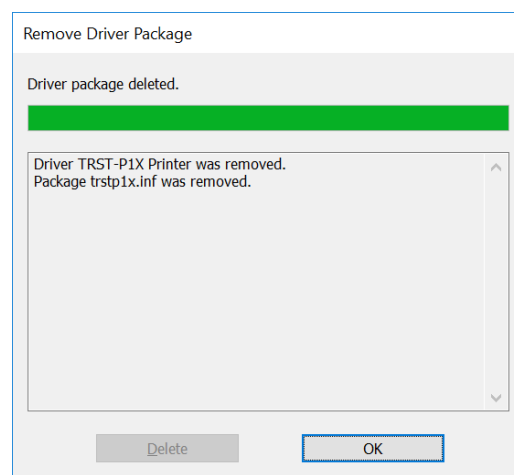 Remove Driver Package
Driver package deleted.
Driver TRST-P1X Printer was removed.
Package trstp1x.inf was removed.
Delete
OK